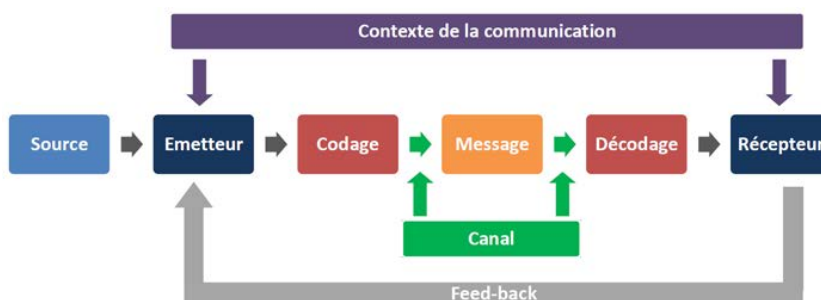 Contexte de la communication
Source
Emetteur
Codage
Message
Décodage
Récepteur
Canal
Feed-back